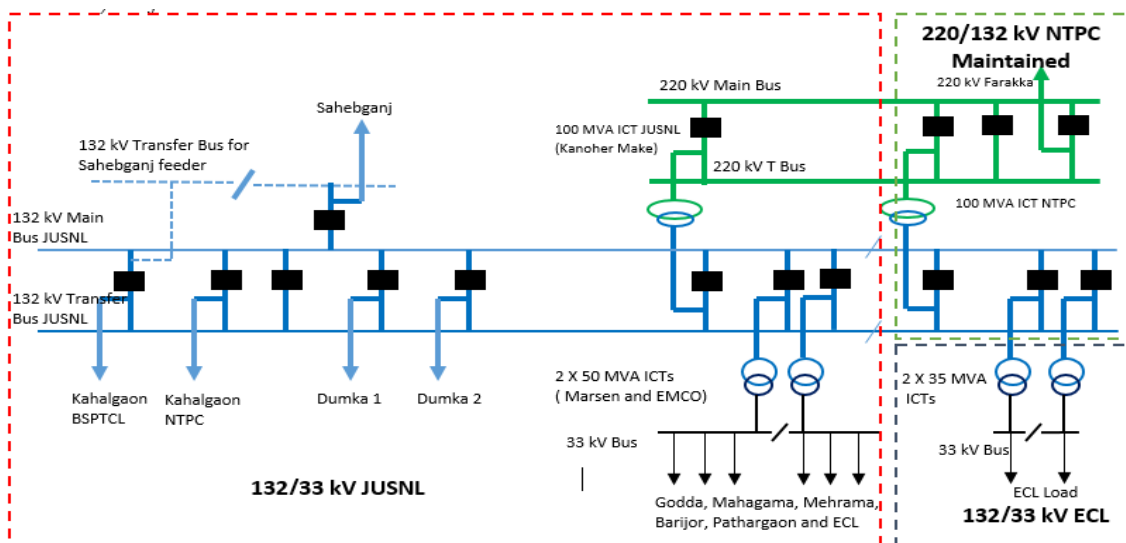 220/132 kV NTPC
Maintained
220 kV Farakka
220 kV Main Bus
Sahebganj
100 MVA ICT JUSNL
(Kanoher Make)
132 kV Transfer Bus for
Sahebganj feeder
220 kV T Bus
100 MVA ICT NTPC
132 kV Main
Bus JUSNL
132 kV Transfer
Bus JUSNL
2 X 50 MVA ICTs
( Marsen and EMCO)
2 X 35 MVA
ICTs
Kahalgaon
BSPTCL
Kahalgaon
NTPC
Dumka 1
Dumka 2
33 kV Bus
33 kV Bus
132/33 kV JUSNL
Godda, Mahagama, Mehrama,
Barijor, Pathargaon and ECL
ECL Load
132/33 kV ECL